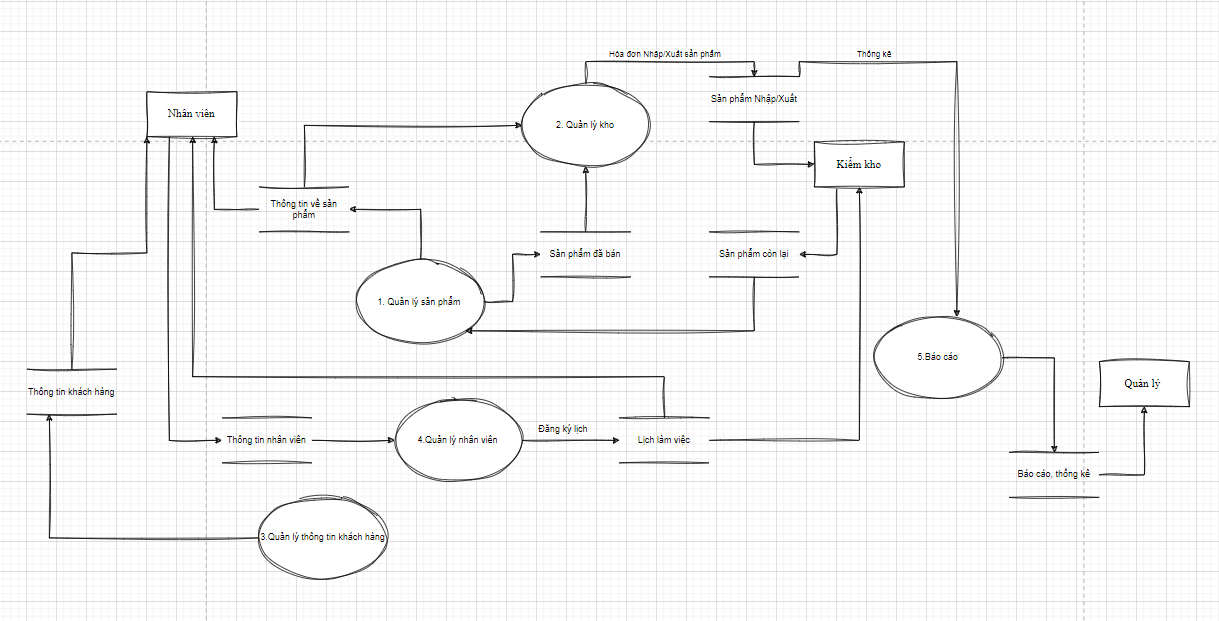 Hóa đơn Nhập/Xuất sản phẩm
Thống kê
Nhân viên
2. Quản lý kho
Sản phẩm Nhập/Xuất
Kiểm kho
Thông tin về sản
phẩm
Sản phẩm đã bán
Sản phẩm còn lại
1. Quản lý sản phẩm
5.Báo cáo
Quản lý
Thông tin khách hàng
Đăng ký lịch
Thông tin nhân viên
4.Quản lý nhân viên
Lịch làm việc
Báo cáo, thống kê
3.Quản lý thông tin khách hàng